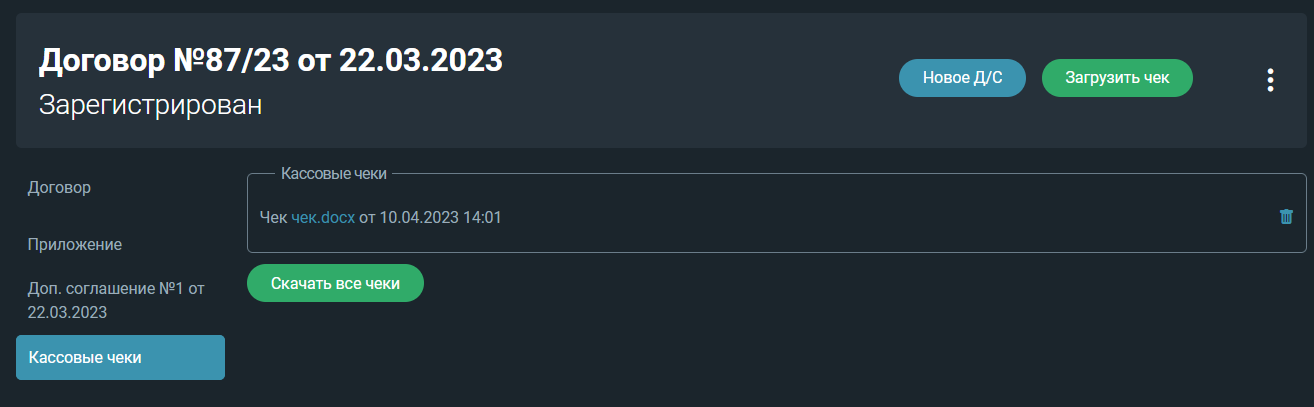 Договор №87/23 от 22.03.2023
Зарегистрирован
Новое Д/С
Загрузить чек
Договор
Приложение
Доп. соглашение №1 от
22.03.2023
Кассовые чеки
Кассовые чеки
Чек чек.docx от 10.04.2023 14:01
Скачать все чеки